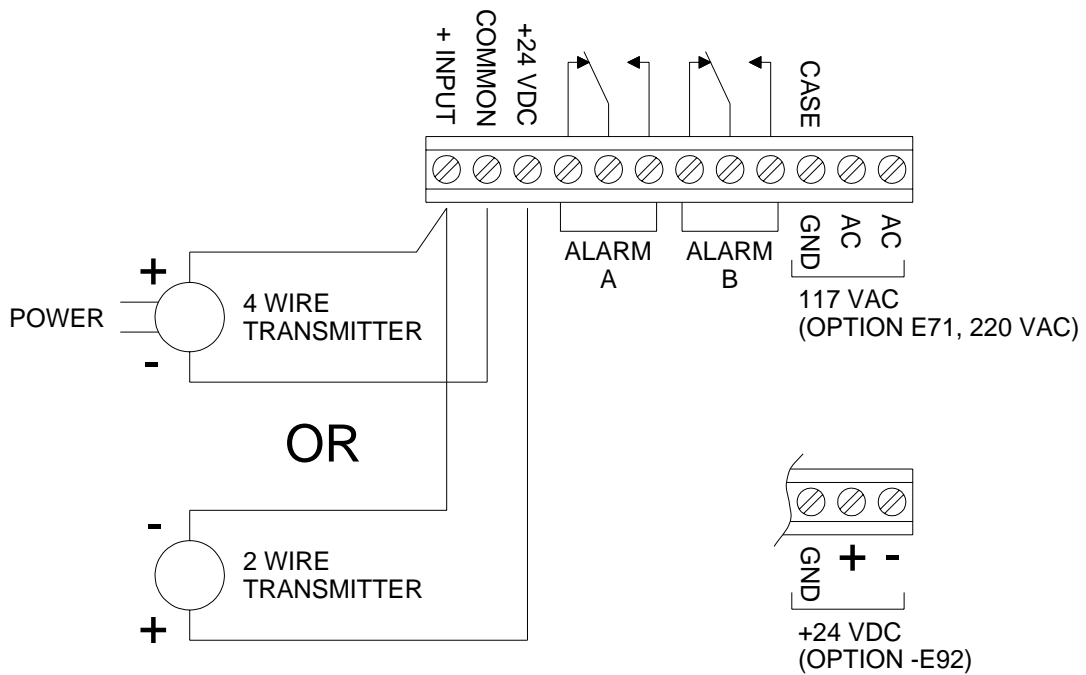 + INPUT
COMMON
+24 VDC
CASE
ALARM
A
ALARM
B
GND
AC
AC
117 VAC
(OPTION E71, 220 VAC)
+
POWER
4 WIRE
TRANSMITTER
-
OR
-
2 WIRE
TRANSMITTER
+
GND
+
-
+24 VDC
(OPTION -E92)